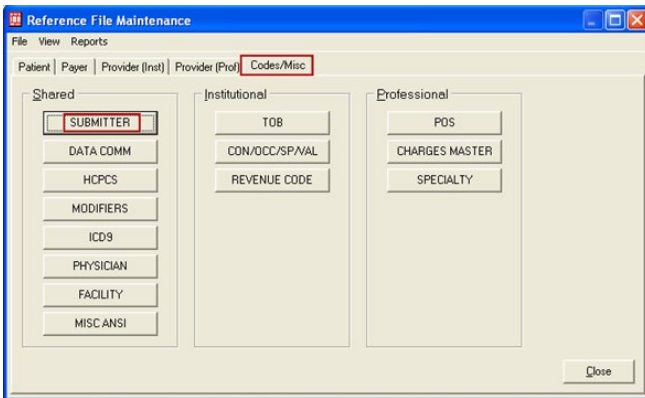 Reference File Maintenance
File View Reports
Patient Payer Provider (Inst) Provider (Prof) Codes/Misc
Shared Institutional Professional
SUBMITTER TOB POS
DATA COMM CON/OCC/SP/VAL CHARGES MASTER
HCPCS REVENUE CODE SPECIALTY
MODIFIERS
ICD9
PHYSICIAN
FACILITY
MISC ANSI
Close